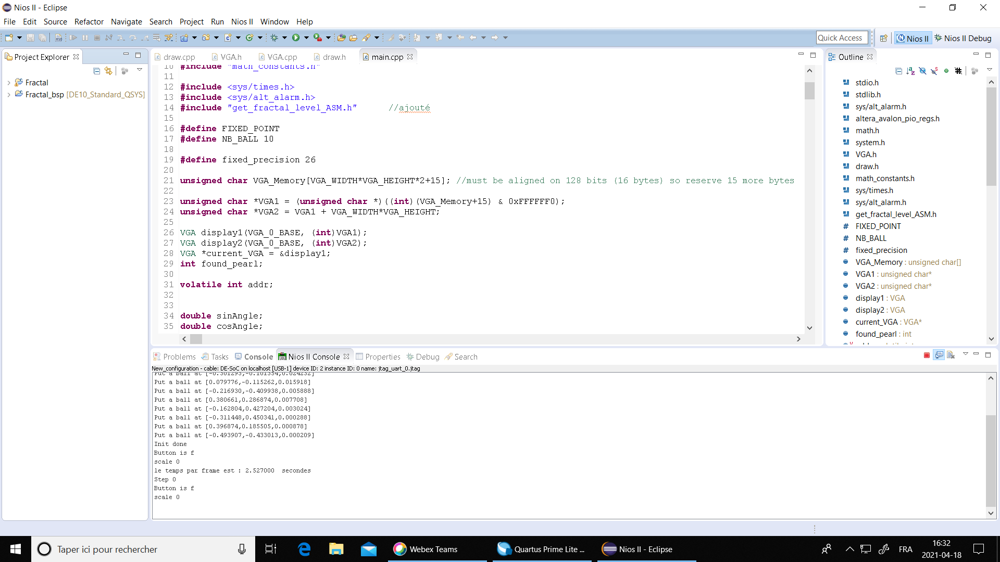 Nios II - Eclipse
File Edit Source Refactor Navigate Search Project Run Nios II Window Help
Quick Access
Nios II
Nios II Debug
Project Explorer
Fractal
Fractal_bsp [DE10_Standard_QSYS]
draw.cpp VGA.h VGA.cpp draw.h main.cpp
10 #include "math_constants.h"
11
12 #include <sys/times.h>
13 #include <sys/alt_alarm.h>
14 #include "get_fractal_level_ASM.h" //ajouté
15
16 #define FIXED_POINT
17 #define NB_BALL 10
18
19 #define fixed_precision 26
20
21 unsigned char VGA_Memory[VGA_WIDTH*VGA_HEIGHT*2+15]; //must be aligned on 128 bits (16 bytes) so reserve 15 more bytes
22
23 unsigned char *VGA1 = (unsigned char *)((int)(VGA_Memory+15) & 0xFFFFFF0);
24 unsigned char *VGA2 = VGA1 + VGA_WIDTH*VGA_HEIGHT;
25
26 VGA display1(VGA_0_BASE, (int)VGA1);
27 VGA display2(VGA_0_BASE, (int)VGA2);
28 VGA *current_VGA = &display1;
29 int found_pearl;
30
31 volatile int addr;
32
33
34 double sinAngle;
35 double cosAngle;
Outline
stdio.h
stdlib.h
sys/alt_alarm.h
altera_avalon_pio_regs.h
math.h
system.h
VGA.h
draw.h
math_constants.h
sys/times.h
sys/alt_alarm.h
get_fractal_level_ASM.h
# FIXED_POINT
# NB_BALL
# fixed_precision
VGA_Memory : unsigned char[]
VGA1 : unsigned char*
VGA2 : unsigned char*
display1 : VGA
display2 : VGA
current_VGA : VGA*
found_pearl : int
Problems Tasks Console Nios II Console Properties Debug Search
New_configuration - cable: DE-SoC on localhost [USB-1] device ID: 2 instance ID: 0 name: jtag_uart_0.jtag
Put a ball at [-0.301293,-0.101354,0.024232]
Put a ball at [0.079776,-0.115262,0.015918]
Put a ball at [-0.216930,-0.409938,0.005888]
Put a ball at [0.380661,0.286874,0.007708]
Put a ball at [-0.162804,0.427204,0.003024]
Put a ball at [-0.311448,0.450341,0.000288]
Put a ball at [0.396874,0.185505,0.000878]
Put a ball at [-0.493907,-0.433013,0.000209]
Init done
Button is f
scale 0
le temps par frame est : 2.527000 secondes
Step 0
Button is f
scale 0
Taper ici pour rechercher
Webex Teams
Quartus Prime Lite ...
Nios II - Eclipse
FRA
16:32
2021-04-18